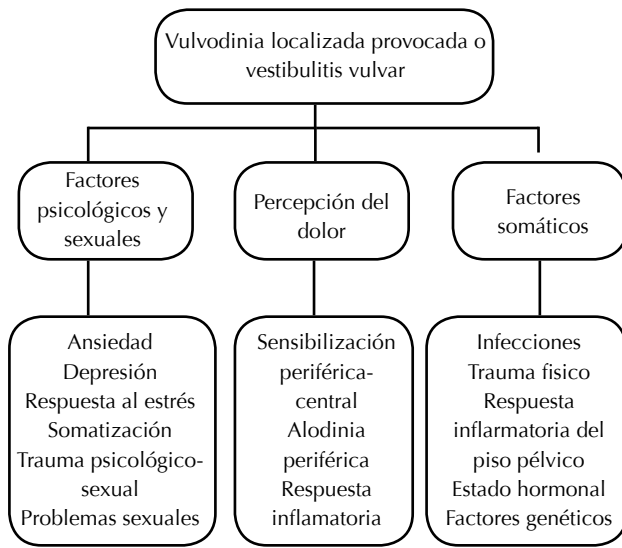 Vulvodinia localizada provocada o
vestibulitis vulvar
Factores
psicológicos y
sexuales
Percepción del
dolor
Factores
somáticos
Ansiedad
Depresión
Respuesta al estrés
Somatización
Trauma psicológico-
sexual
Problemas sexuales
Sensibilización
periférica-
central
Alodinia
periférica
Respuesta
inflamatoria
Infecciones
Trauma fisico
Respuesta
inflarmatoria del
piso pélvico
Estado hormonal
Factores genéticos